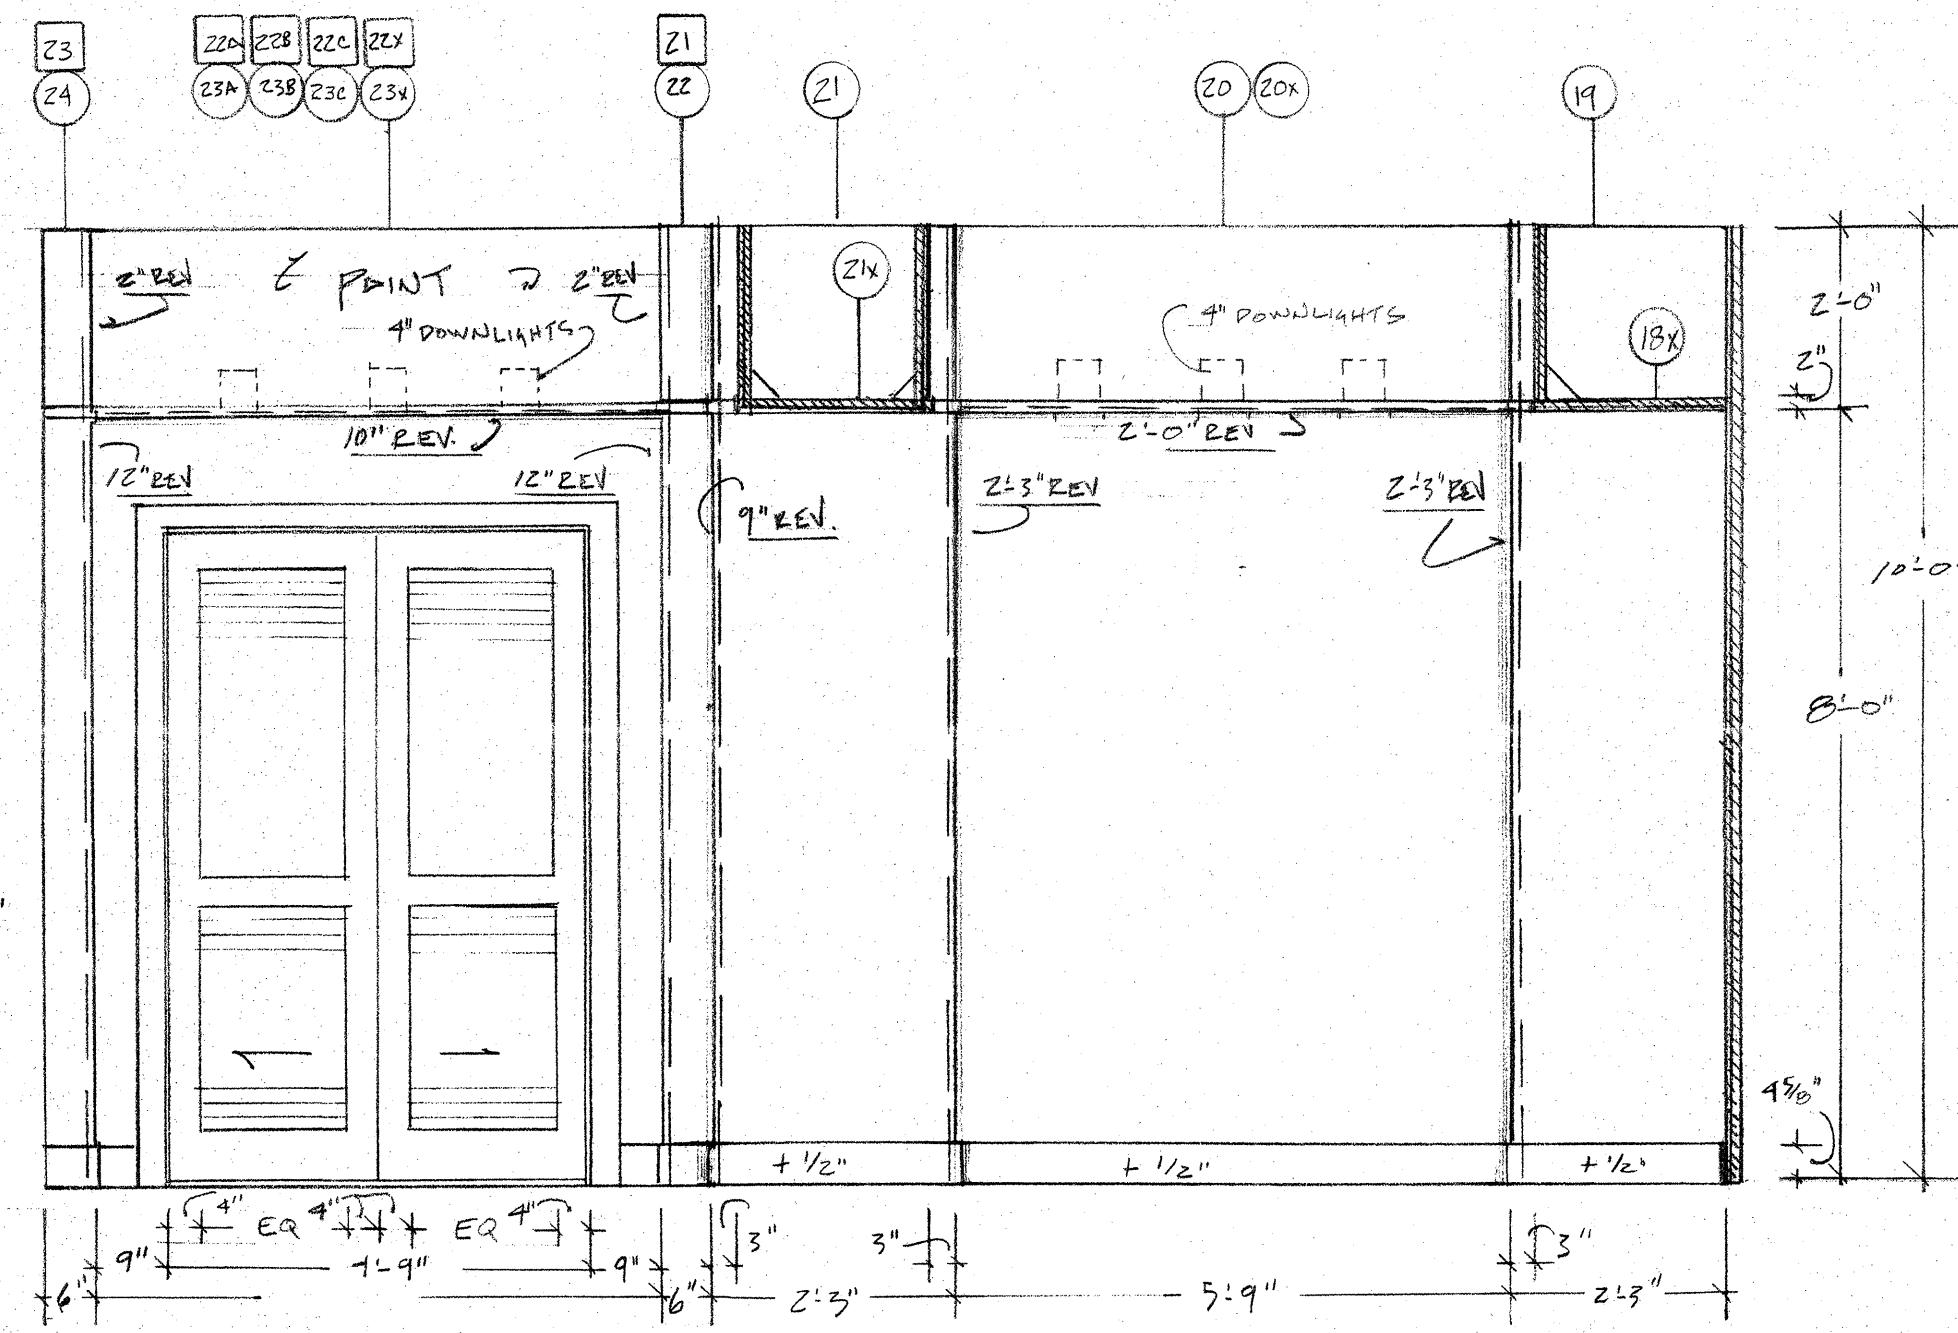 23
22A 22B 22C 22X
21
24
23A 23B 23C 23X
22
21
20 20X
19
2" REV
PAINT
2" REV
21X
4" DOWNLIGHTS
4" DOWNLIGHTS
18X
2'-0"
2"
10" REV.
2'-0" REV
12" REV
12" REV
9" REV.
2'-3" REV
2'-3" REV
10'-0"
8'-0"
4 5/8"
+ 1/2"
+ 1/2"
+ 1/2"
4" EQ 4" EQ 4"
3"
3"
3"
9"
9"
6"
6"
2'-3"
5'-9"
2'-3"